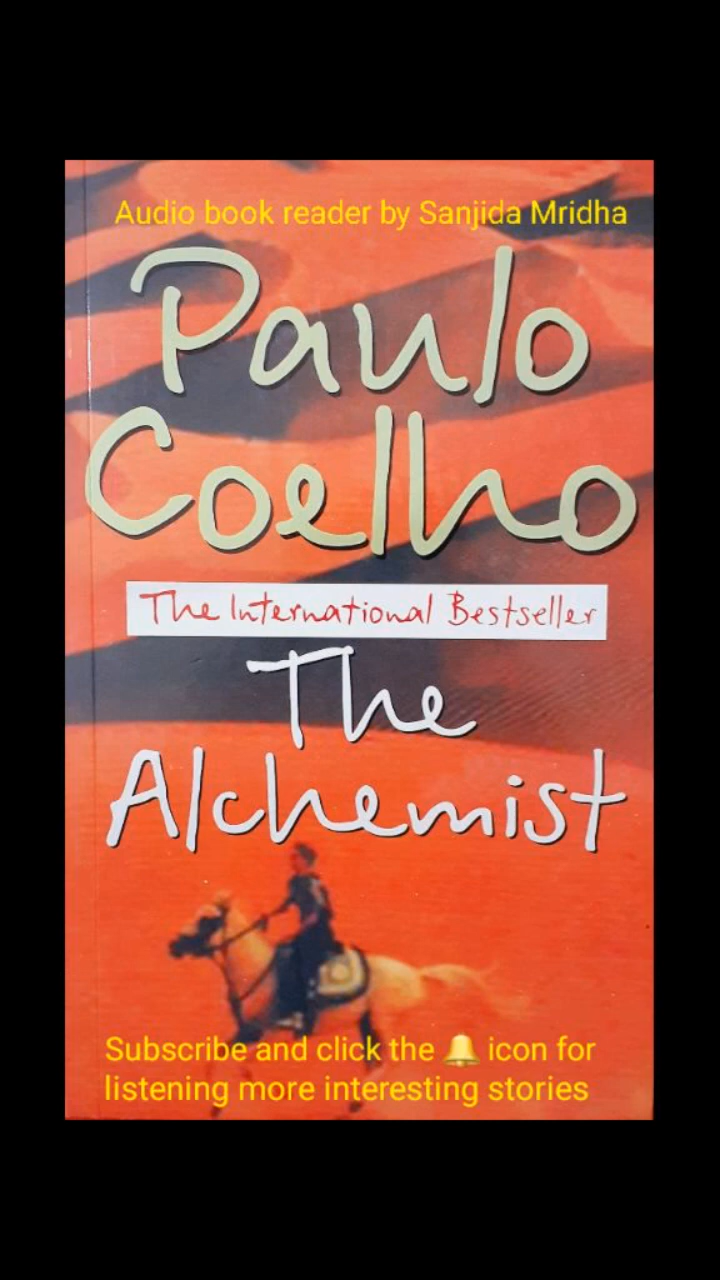 Audio book reader by Sanjida Mridha
Paulo
Coelho
The International Bestseller
The
Alchemist
Subscribe and click the 🔔 icon for
listening more interesting stories